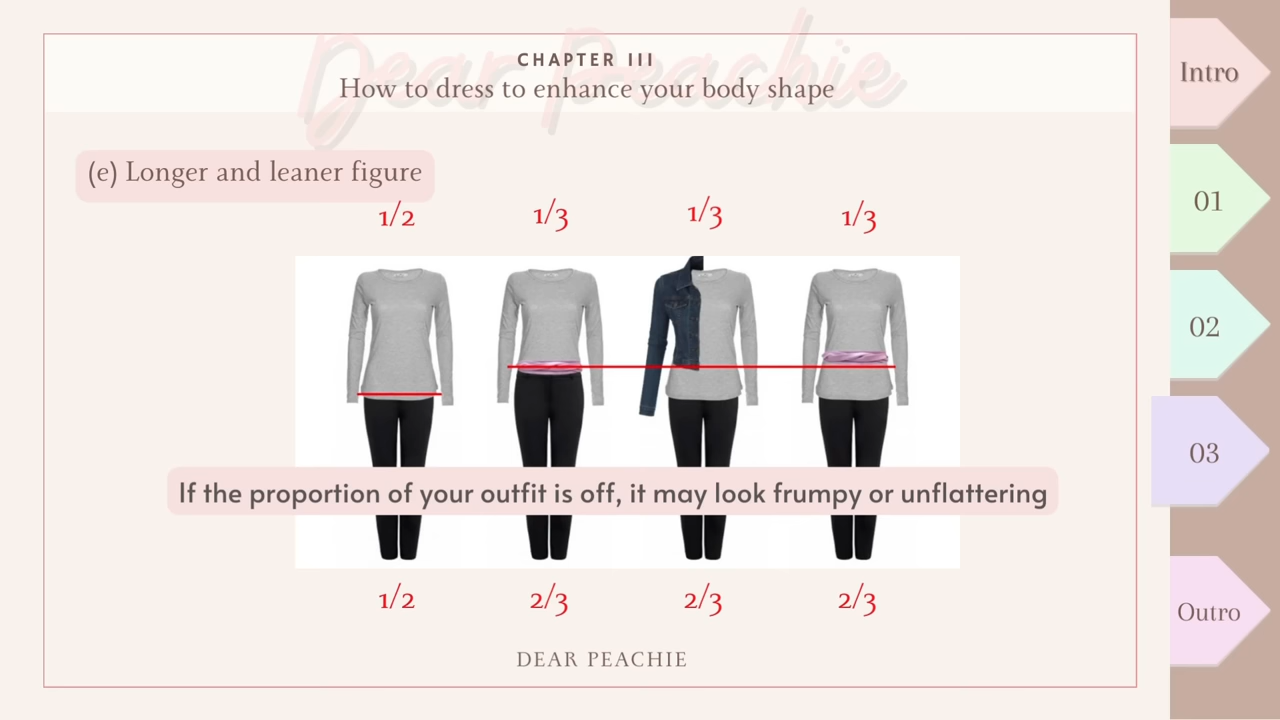 Dear Peachie
CHAPTER III
How to dress to enhance your body shape
(e) Longer and leaner figure
1/2 1/3 1/3 1/3
If the proportion of your outfit is off, it may look frumpy or unflattering
1/2 2/3 2/3 2/3
DEAR PEACHIE
Intro
01
02
03
Outro